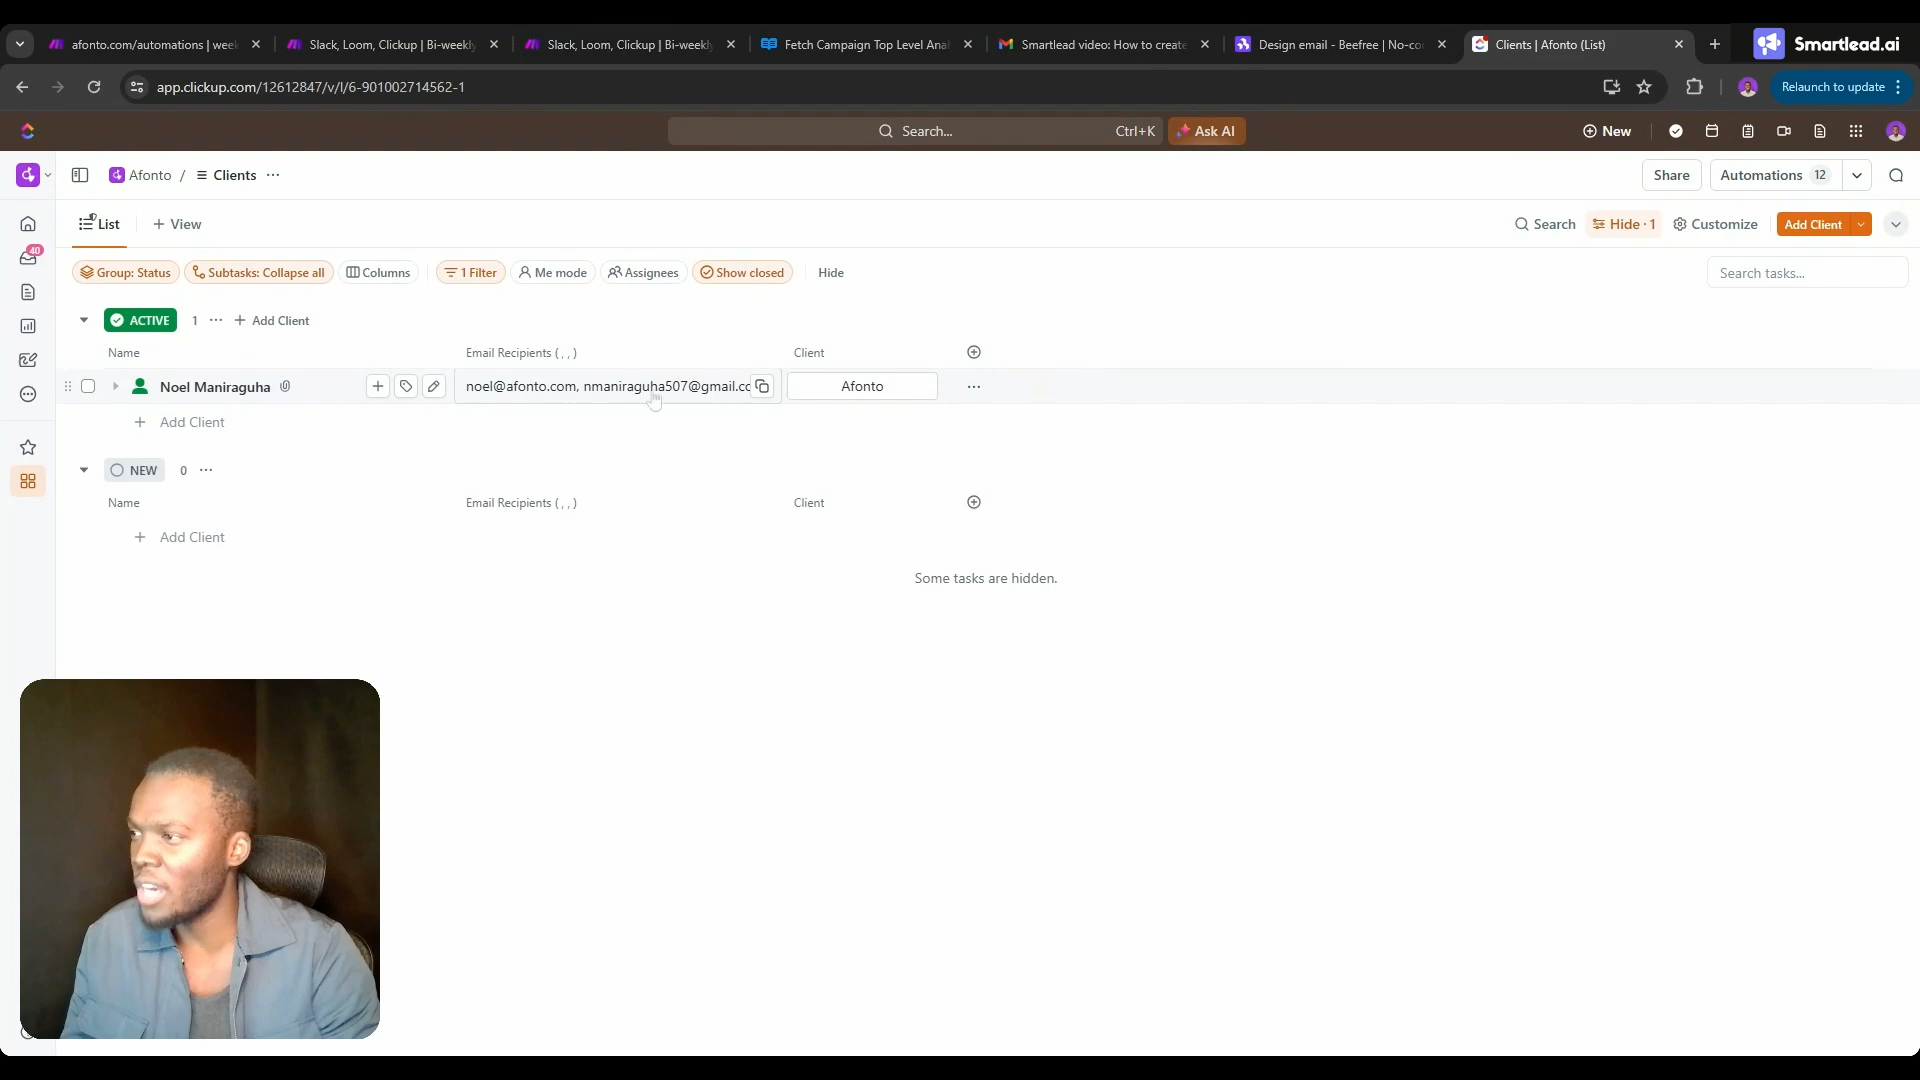 afonto.com/automations | week
Slack, Loom, Clickup | Bi-weekly
Slack, Loom, Clickup | Bi-weekly
Fetch Campaign Top Level Anal
Smartlead video: How to create
Design email - Beefree | No-co
Clients | Afonto (List)
Smartlead.ai
app.clickup.com/12612847/v/l/6-901002714562-1
Relaunch to update
Search...
Ctrl+K
Ask AI
New
Afonto / Clients
Share
Automations 12
List
View
Search
Hide · 1
Customize
Add Client
40
Group: Status
Subtasks: Collapse all
Columns
1 Filter
Me mode
Assignees
Show closed
Hide
Search tasks...
ACTIVE 1 Add Client
Name
Email Recipients ( , , )
Client
Noel Maniraguha
noel@afonto.com, nmaniraguha507@gmail.cc
Afonto
Add Client
NEW 0
Name
Email Recipients ( , , )
Client
Add Client
Some tasks are hidden.